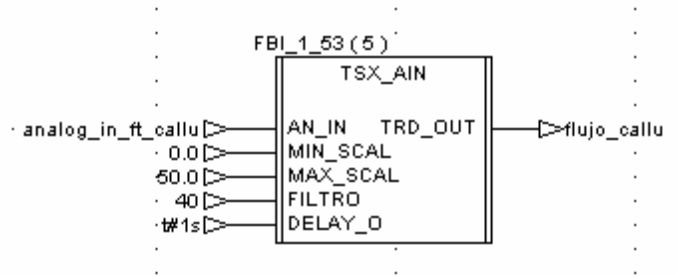 FBI_1_53 ( 5 )
TSX_AIN
analog_in_ft_callu AN_IN TRD_OUT flujo_callu
0.0 MIN_SCAL
50.0 MAX_SCAL
40 FILTRO
t#1s DELAY_O